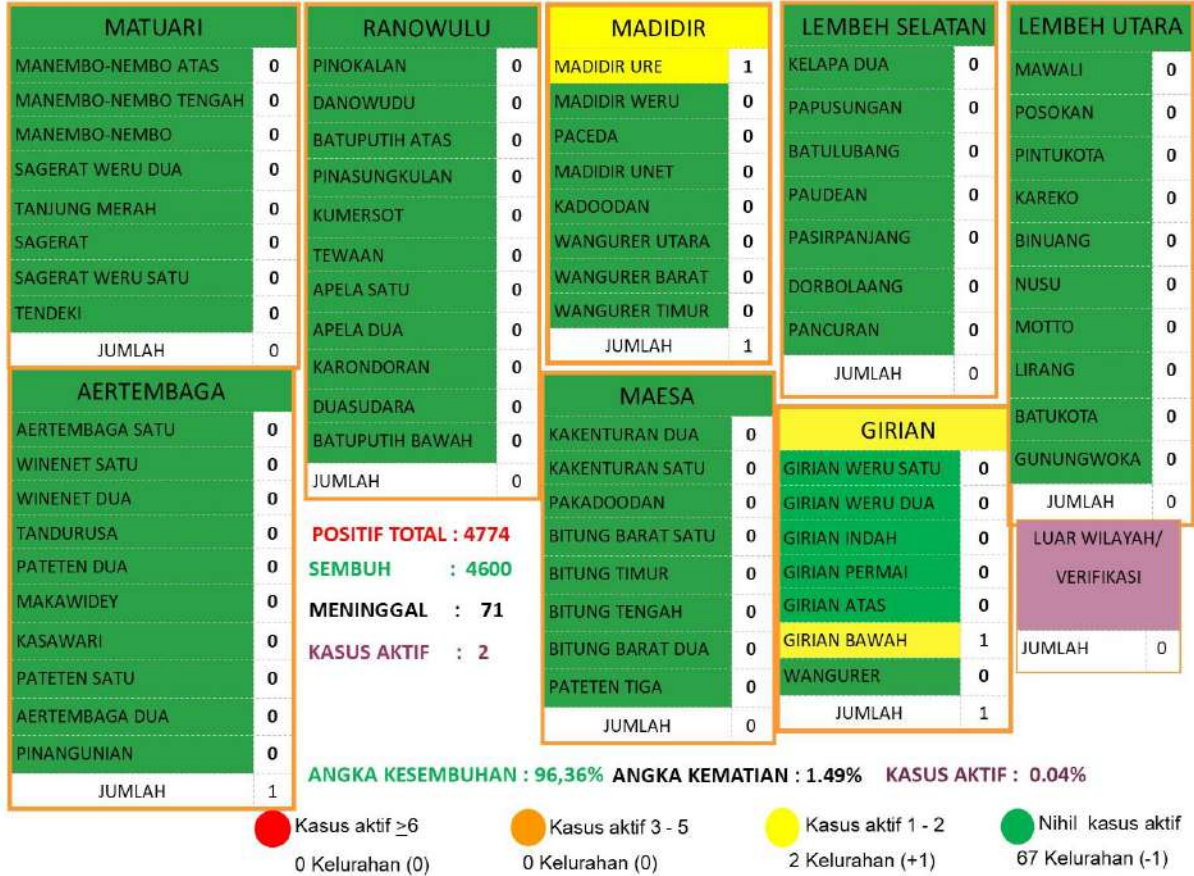 MATUARI
MANEMBO-NEMBO ATAS 0
MANEMBO-NEMBO TENGAH 0
MANEMBO-NEMBO 0
SAGERAT WERU DUA 0
TANJUNG MERAH 0
SAGERAT 0
SAGERAT WERU SATU 0
TENDEKI 0
JUMLAH 0
RANOWULU
PINOKALAN 0
DANOWUDU 0
BATUPUTIH ATAS 0
PINASUNGKULAN 0
KUMERSOT 0
TEWAAN 0
APELA SATU 0
APELA DUA 0
KARONDORAN 0
DUASUDARA 0
BATUPUTIH BAWAH 0
JUMLAH 0
MADIDIR
MADIDIR URE 1
MADIDIR WERU 0
PACEDA 0
MADIDIR UNET 0
KADOODAN 0
WANGURER UTARA 0
WANGURER BARAT 0
WANGURER TIMUR 0
JUMLAH 1
LEMBEH SELATAN
KELAPA DUA 0
PAPUSUNGAN 0
BATULUBANG 0
PAUDEAN 0
PASIRPANJANG 0
DORBOLAANG 0
PANCURAN 0
JUMLAH 0
LEMBEH UTARA
MAWALI 0
POSOKAN 0
PINTUKOTA 0
KAREKO 0
BINUANG 0
NUSU 0
MOTTO 0
LIRANG 0
BATUKOTA 0
GUNUNGWOKA 0
JUMLAH 0
AERTEMBAGA
AERTEMBAGA SATU 0
WINENET SATU 0
WINENET DUA 0
TANDURUSA 0
PATETEN DUA 0
MAKAWIDEY 0
KASAWARI 0
PATETEN SATU 0
AERTEMBAGA DUA 0
PINANGUNIAN 0
JUMLAH 1
POSITIF TOTAL : 4774
SEMBUH : 4600
MENINGGAL : 71
KASUS AKTIF : 2
MAESA
KAKENTURAN DUA 0
KAKENTURAN SATU 0
PAKADOODAN 0
BITUNG BARAT SATU 0
BITUNG TIMUR 0
BITUNG TENGAH 0
BITUNG BARAT DUA 0
PATETEN TIGA 0
JUMLAH 0
GIRIAN
GIRIAN WERU SATU 0
GIRIAN WERU DUA 0
GIRIAN INDAH 0
GIRIAN PERMAI 0
GIRIAN ATAS 0
GIRIAN BAWAH 1
WANGURER 0
JUMLAH 1
LUAR WILAYAH/
VERIFIKASI
JUMLAH 0
ANGKA KESEMBUHAN : 96,36% ANGKA KEMATIAN : 1.49% KASUS AKTIF : 0.04%
Kasus aktif ≥6
0 Kelurahan (0)
Kasus aktif 3 - 5
0 Kelurahan (0)
Kasus aktif 1 - 2
2 Kelurahan (+1)
Nihil kasus aktif
67 Kelurahan (-1)